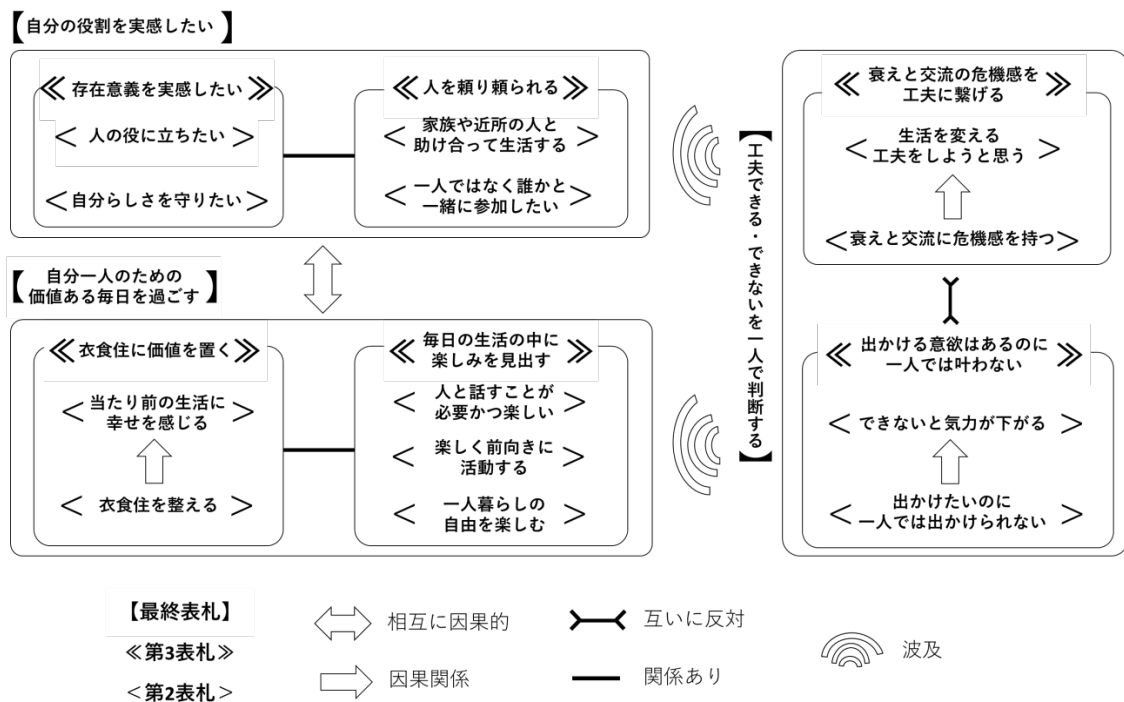 【自分の役割を実感したい】
≪存在意義を実感したい≫
<人の役に立ちたい>
<自分らしさを守りたい>
≪人を頼り頼られる≫
<家族や近所の人と
助け合って生活する>
<一人ではなく誰かと
一緒に参加したい>
【自分一人のための
価値ある毎日を過ごす】
≪衣食住に価値を置く≫
<当たり前の生活に
幸せを感じる>
<衣食住を整える>
≪毎日の生活の中に
楽しみを見出す≫
<人と話すことが
必要かつ楽しい>
<楽しく前向きに
活動する>
<一人暮らしの
自由を楽しむ>
【工夫できる・できないを一人で判断する】
≪衰えと交流の危機感を
工夫に繋げる≫
<生活を変える
工夫をしようと思う>
<衰えと交流に危機感を持つ>
≪出かける意欲はあるのに
一人では叶わない≫
<できないと気力が下がる>
<出かけたいのに
一人では出かけられない>
【最終表札】
≪第3表札≫
<第2表札>
相互に因果的
因果関係
互いに反対
関係あり
波及